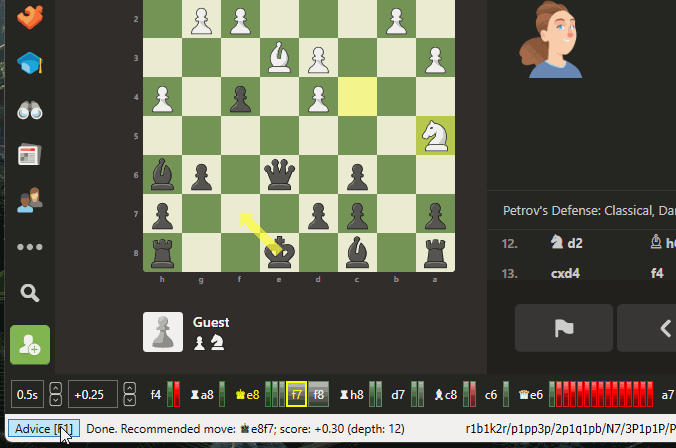 2
3
4
5
6
7
8
h g f e d c b a
Petrov's Defense: Classical, Da
12. d2 h
13. cxd4 f4
Guest
0.5s +0.25 f4 a8 e8 f7 f8 h8 d7 c8 c6 e6 a7
Advice [F1] Done. Recommended move: e8f7; score: +0.30 (depth: 12) r1b1k2r/p1pp3p/2p1q1pb/N7/3P1p1P/P